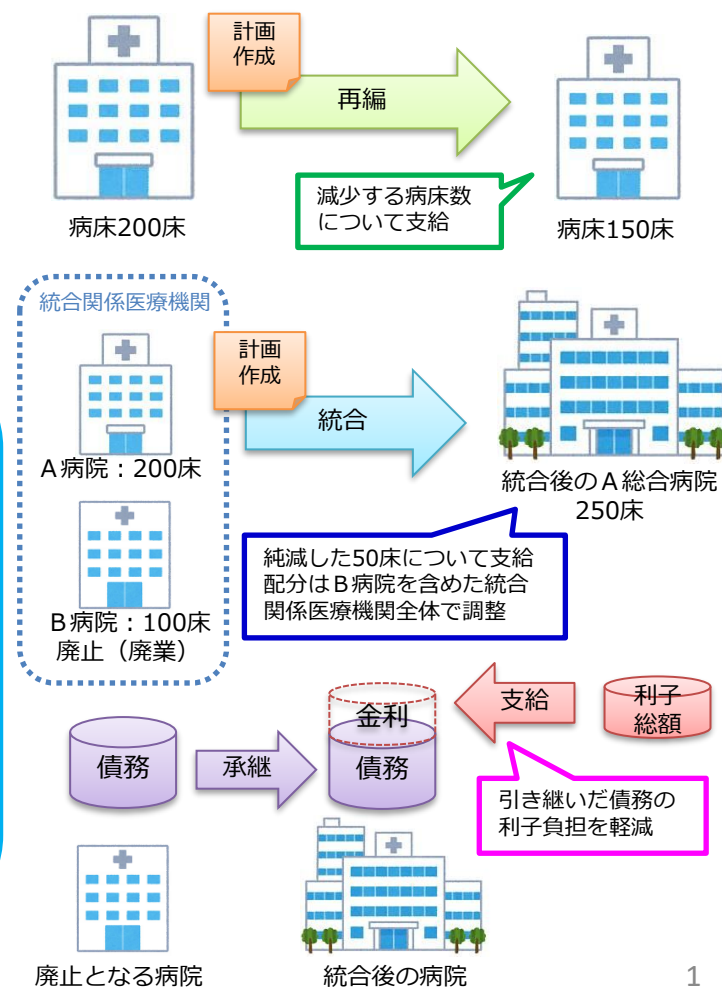 計画
作成
再編
減少する病床数
について支給
病床200床
病床150床
統合関係医療機関
計画
作成
統合
A病院：200床
統合後のA総合病院
250床
純減した50床について支給
配分はB病院を含めた統合
関係医療機関全体で調整
B病院：100床
廃止（廃業）
債務
承継
金利
債務
支給
利子
総額
引き継いだ債務の
利子負担を軽減
廃止となる病院
統合後の病院
1